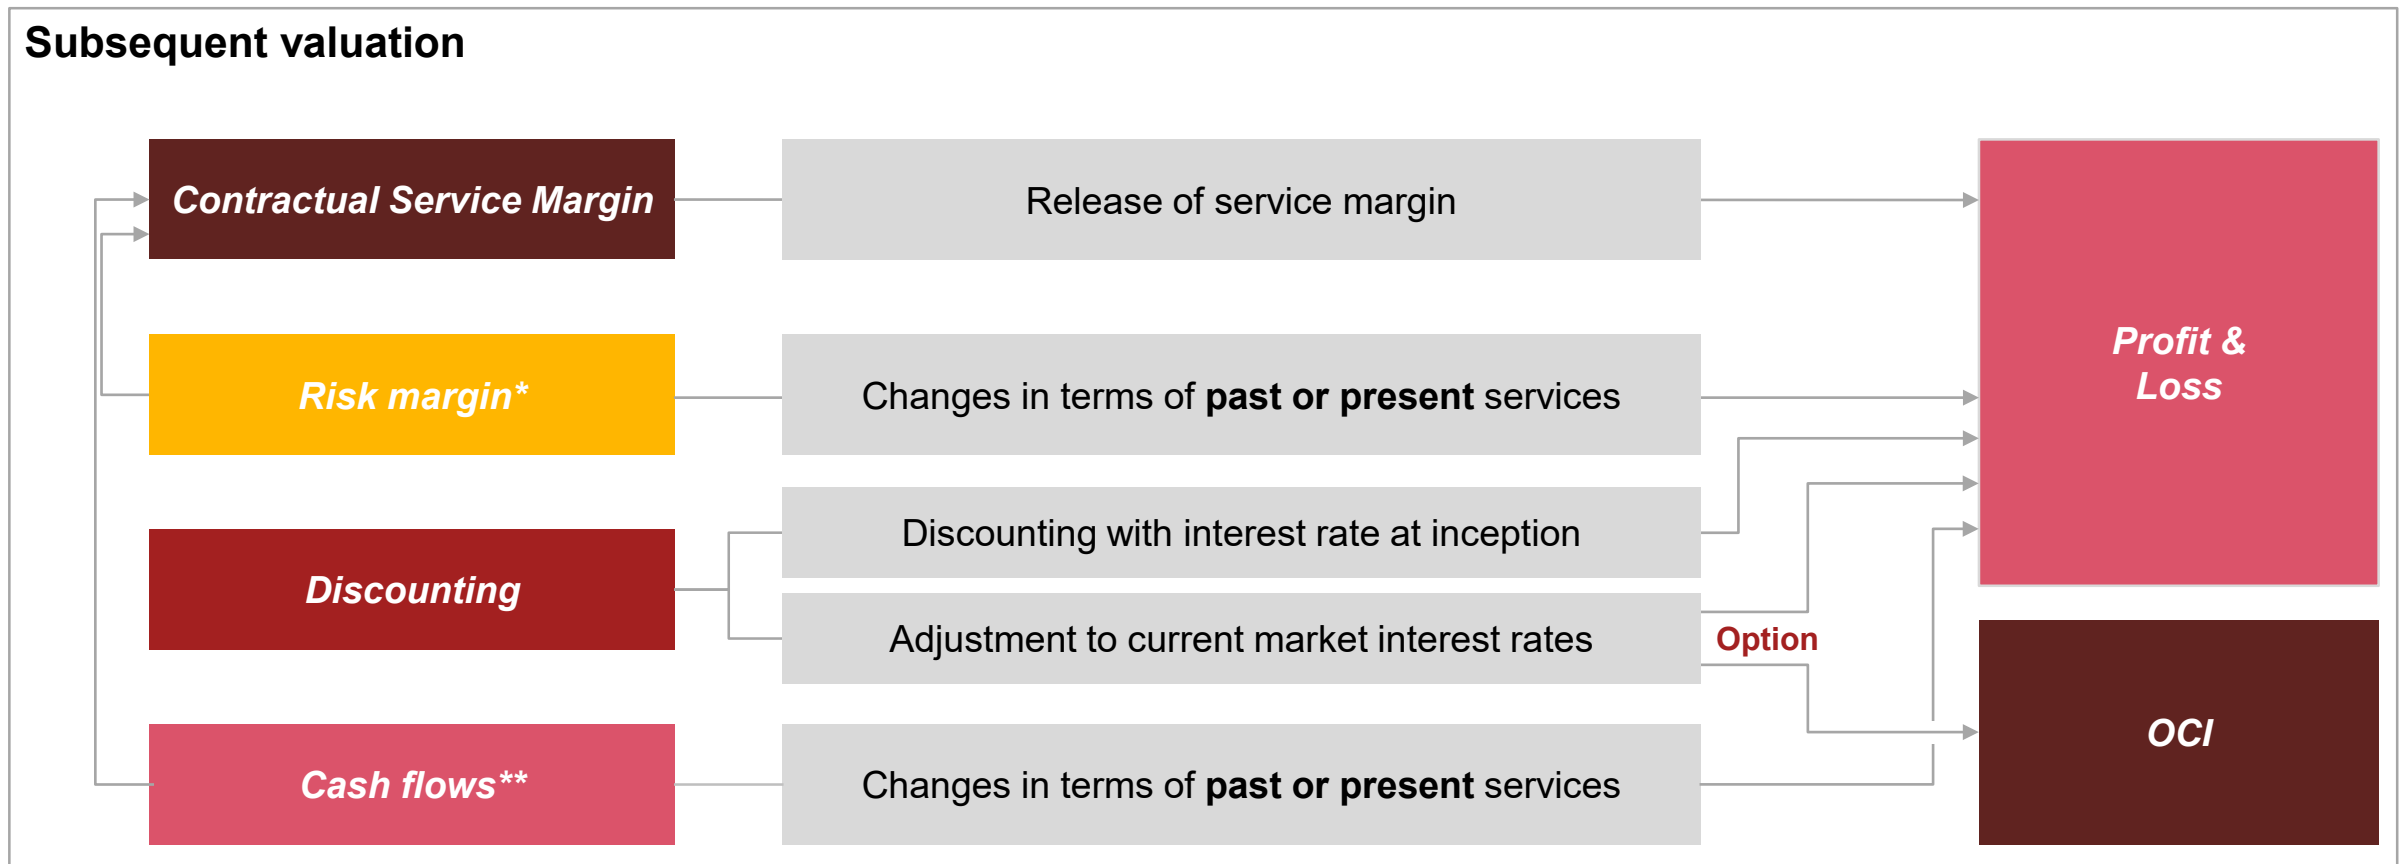 Subsequent valuation
Contractual Service Margin
Release of service margin
Risk margin*
Changes in terms of past or present services
Profit &
Loss
Discounting
Discounting with interest rate at inception
Adjustment to current market interest rates
Option
Cash flows**
Changes in terms of past or present services
OCI